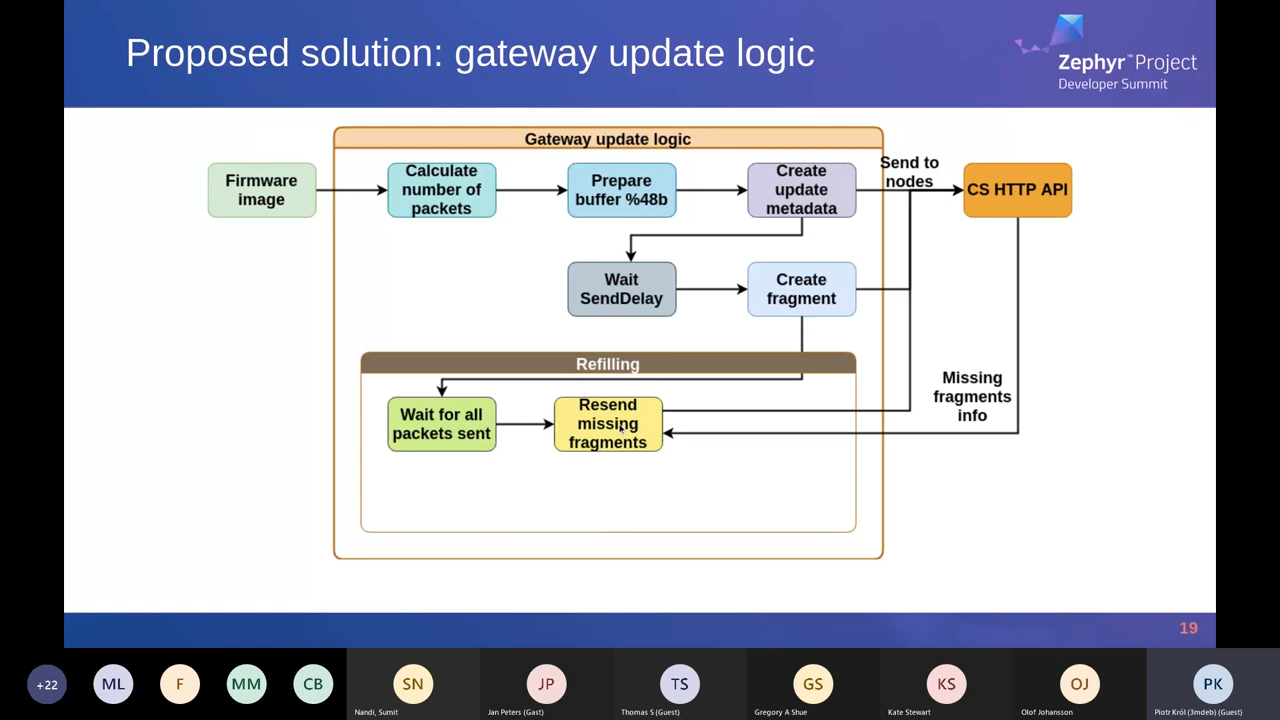 Proposed solution: gateway update logic
Zephyr™Project
Developer Summit
Gateway update logic
Firmware
image
Calculate
number of
packets
Prepare
buffer %48b
Create
update
metadata
Send to
nodes
CS HTTP API
Wait
SendDelay
Create
fragment
Refilling
Missing
fragments
info
Wait for all
packets sent
Resend
missing
fragments
19
+22
ML
F
MM
CB
SN
JP
TS
GS
KS
OJ
PK
Nandi, Sumit
Jan Peters (Gast)
Thomas S (Guest)
Gregory A Shue
Kate Stewart
Olof Johansson
Piotr Król (3mdeb) (Guest)